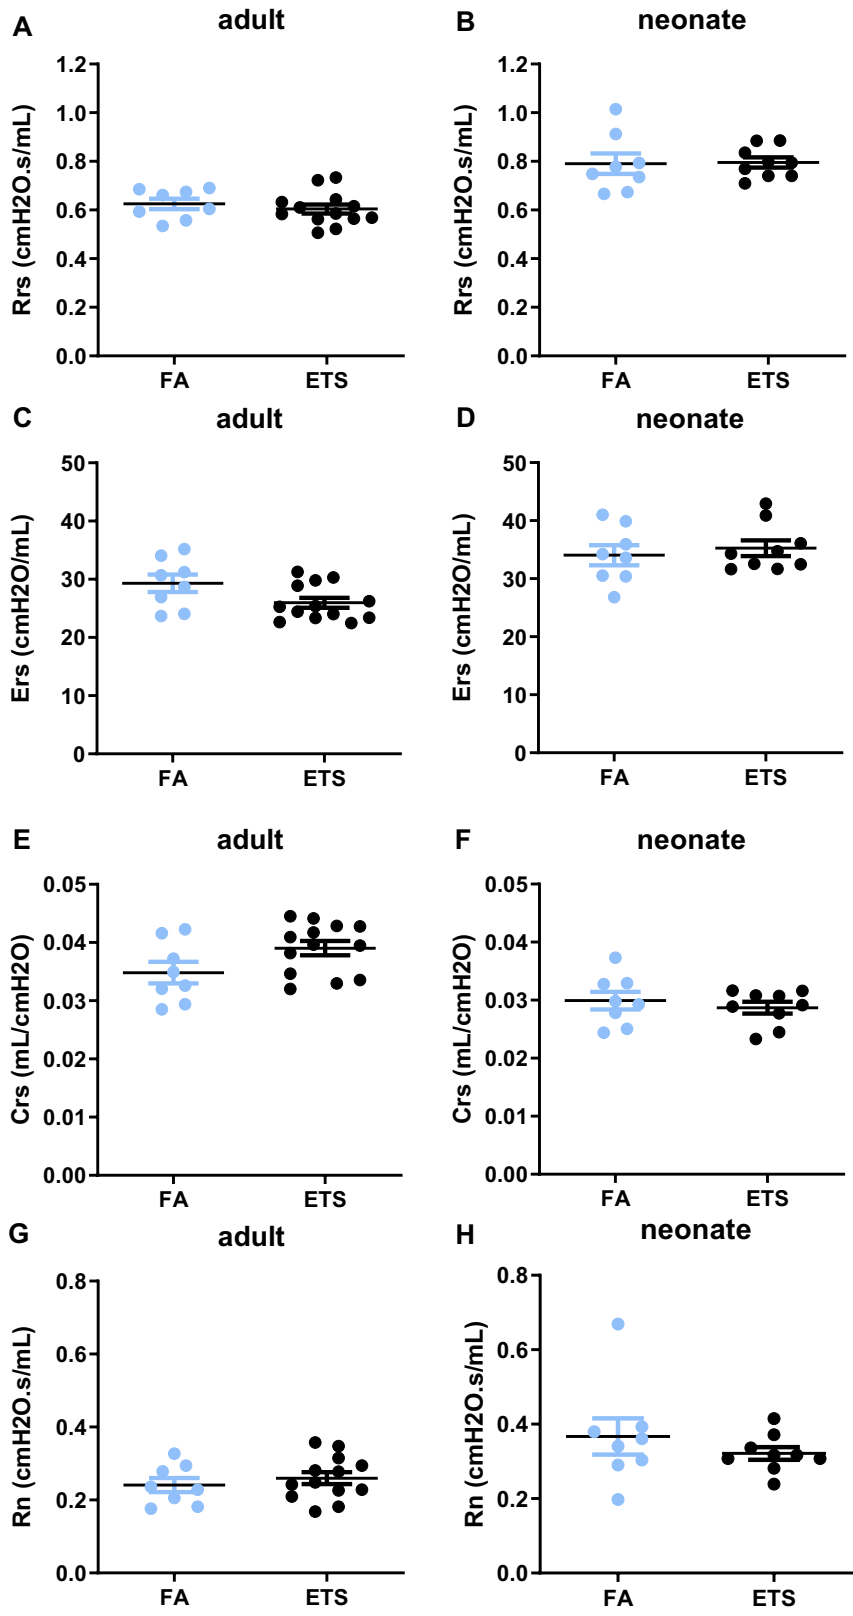 A
adult
Rrs (cmH2O.s/mL)
1.2
1.0
0.8
0.6
0.4
0.2
0.0
FA
ETS
B
neonate
Rrs (cmH2O.s/mL)
1.2
1.0
0.8
0.6
0.4
0.2
0.0
FA
ETS
C
adult
Ers (cmH2O/mL)
50
40
30
20
10
0
FA
ETS
D
neonate
Ers (cmH2O/mL)
50
40
30
20
10
0
FA
ETS
E
adult
Crs (mL/cmH2O)
0.05
0.04
0.03
0.02
0.01
0.00
FA
ETS
F
neonate
Crs (mL/cmH2O)
0.05
0.04
0.03
0.02
0.01
0.00
FA
ETS
G
adult
Rn (cmH2O.s/mL)
0.8
0.6
0.4
0.2
0.0
FA
ETS
H
neonate
Rn (cmH2O.s/mL)
0.8
0.6
0.4
0.2
0.0
FA
ETS